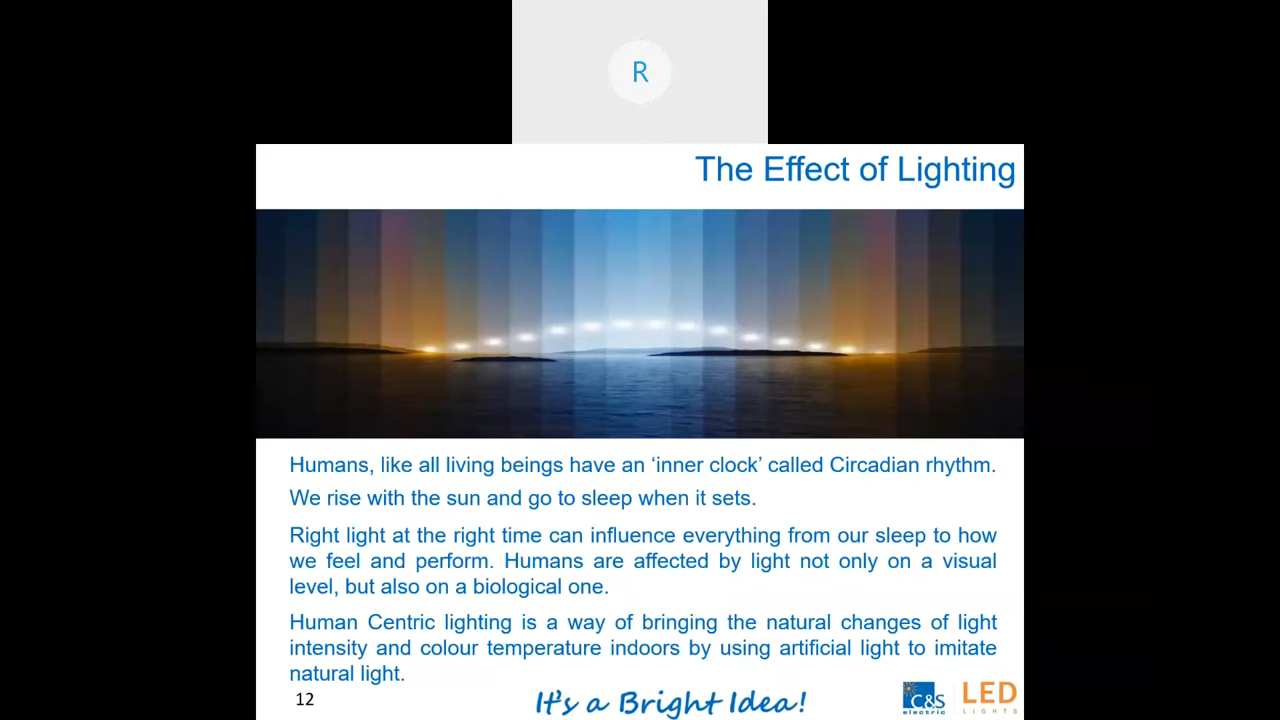 R
The Effect of Lighting
Humans, like all living beings have an ‘inner clock’ called Circadian rhythm.
We rise with the sun and go to sleep when it sets.
Right light at the right time can influence everything from our sleep to how
we feel and perform. Humans are affected by light not only on a visual
level, but also on a biological one.
Human Centric lighting is a way of bringing the natural changes of light
intensity and colour temperature indoors by using artificial light to imitate
natural light.
12
It's a Bright Idea!
C&S
electric
LED
LIGHTS